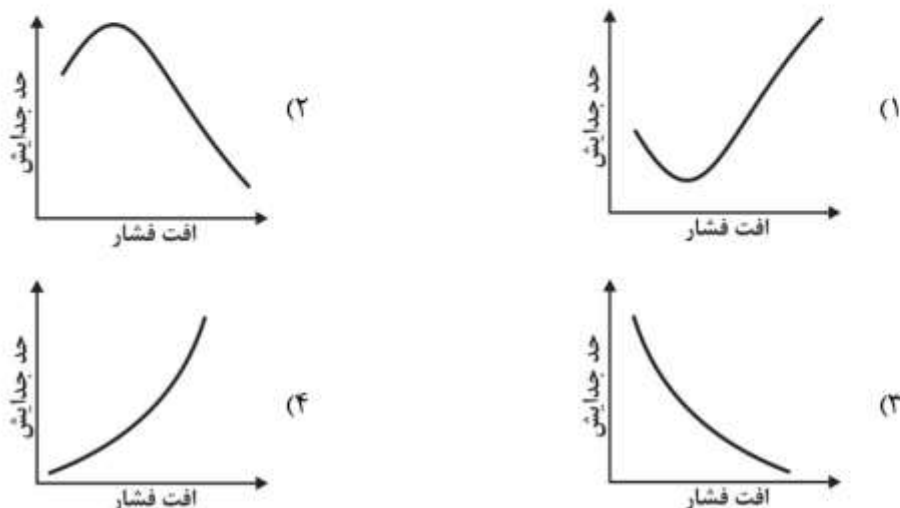 ۱)
حد جدایش
افت فشار
۲)
حد جدایش
افت فشار
۳)
حد جدایش
افت فشار
۴)
حد جدایش
افت فشار